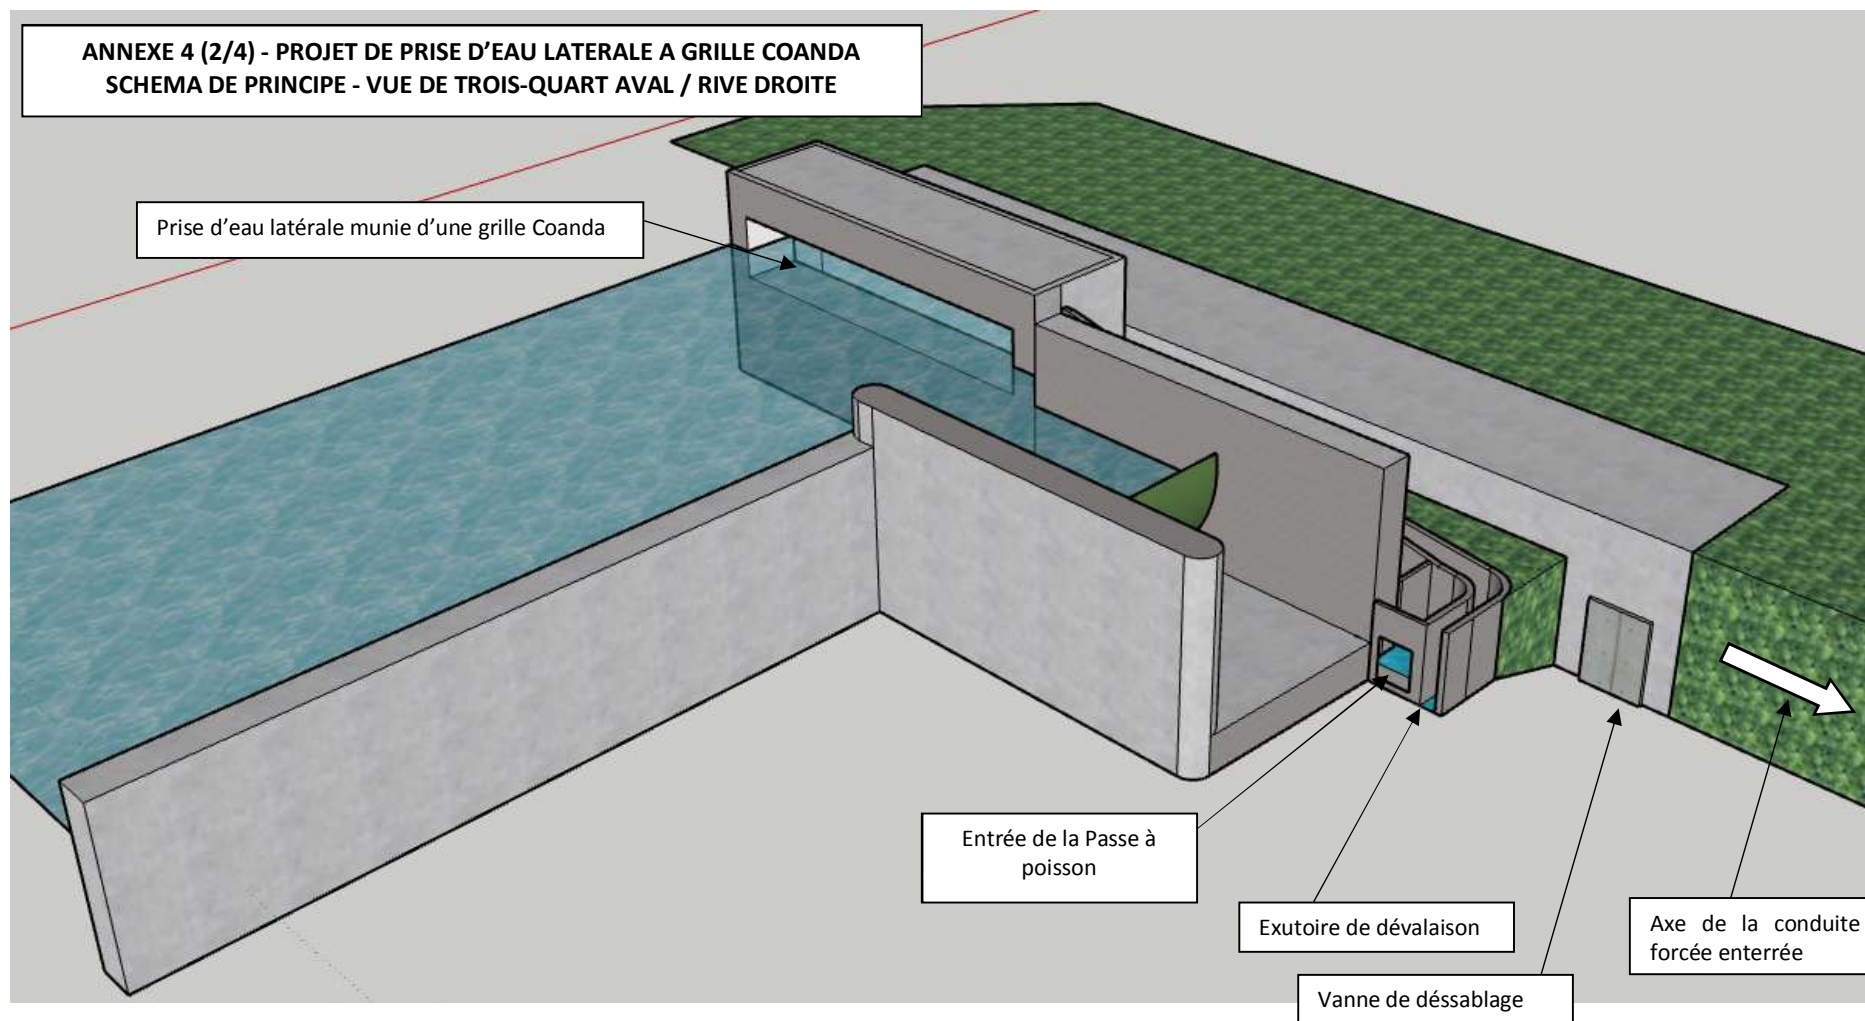 ANNEXE 4 (2/4) - PROJET DE PRISE D’EAU LATERALE A GRILLE COANDA
SCHEMA DE PRINCIPE - VUE DE TROIS-QUART AVAL / RIVE DROITE
Prise d’eau latérale munie d’une grille Coanda
Entrée de la Passe à
poisson
Exutoire de dévalaison
Axe de la conduite
forcée enterrée
Vanne de déssablage